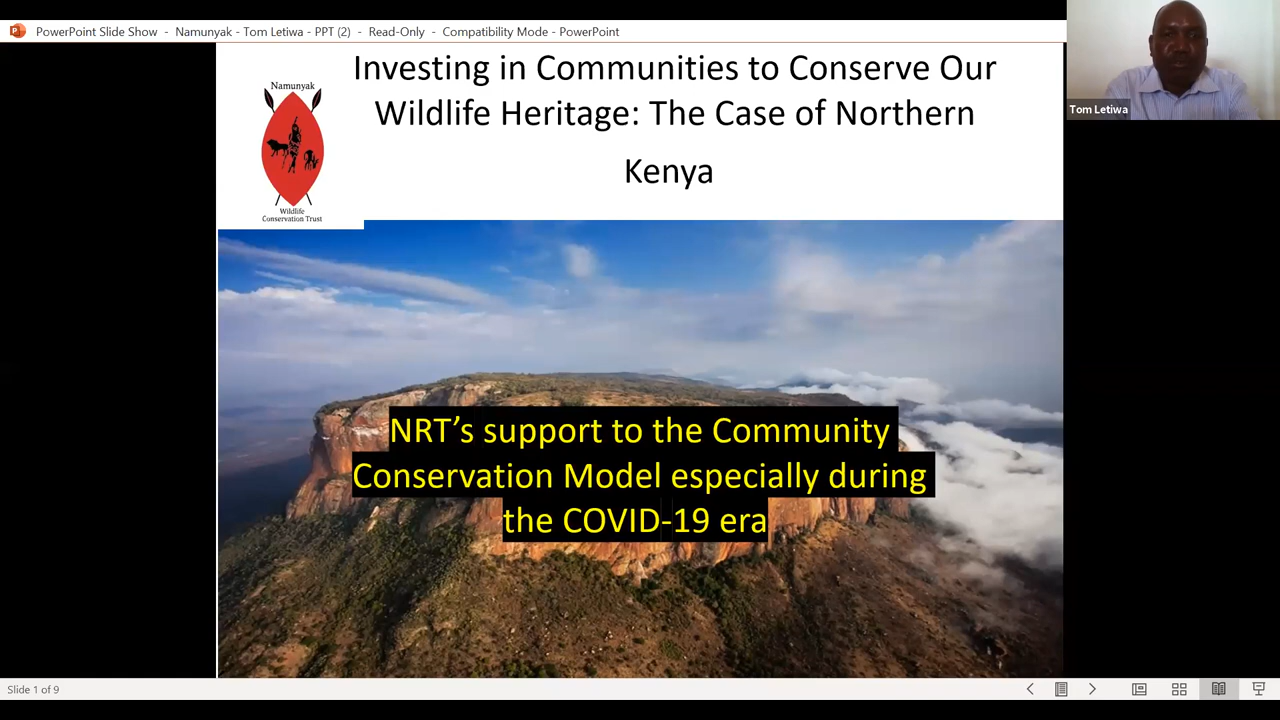 PowerPoint Slide Show - Namunyak - Tom Letiwa - PPT (2) - Read-Only - Compatibility Mode - PowerPoint
Investing in Communities to Conserve Our
Wildlife Heritage: The Case of Northern
Kenya
Namunyak
Wildlife
Conservation Trust
Tom Letiwa
NRT’s support to the Community
Conservation Model especially during
the COVID-19 era
Slide 1 of 9